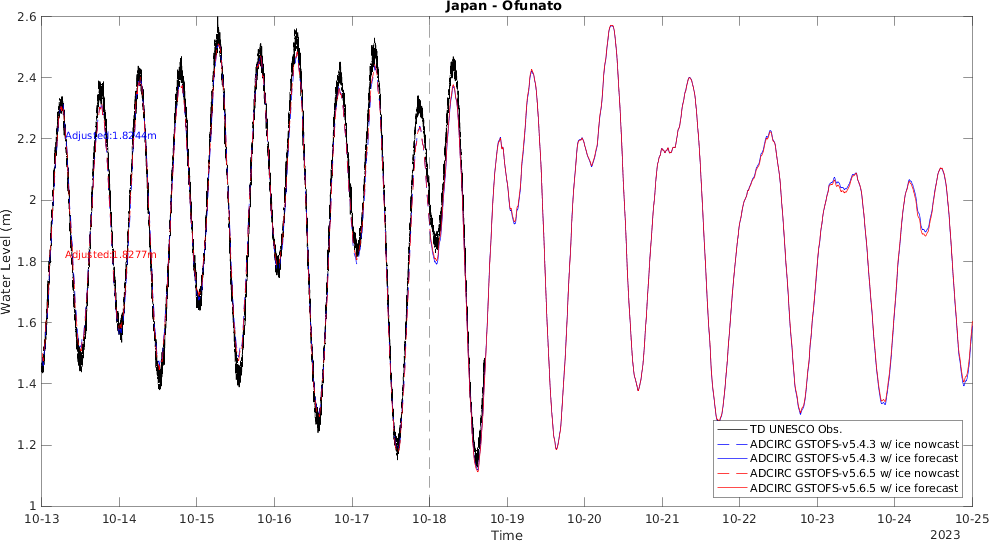 Japan - Ofunato
2.6
2.4
2.2
2
1.8
1.6
1.4
1.2
1
Water Level (m)
Adjusted:1.8244m
Adjusted:1.8277m
TD UNESCO Obs.
ADCIRC GSTOFS-v5.4.3 w/ ice nowcast
ADCIRC GSTOFS-v5.4.3 w/ ice forecast
ADCIRC GSTOFS-v5.6.5 w/ ice nowcast
ADCIRC GSTOFS-v5.6.5 w/ ice forecast
10-13 10-14 10-15 10-16 10-17 10-18 10-19 10-20 10-21 10-22 10-23 10-24 10-25
Time
2023